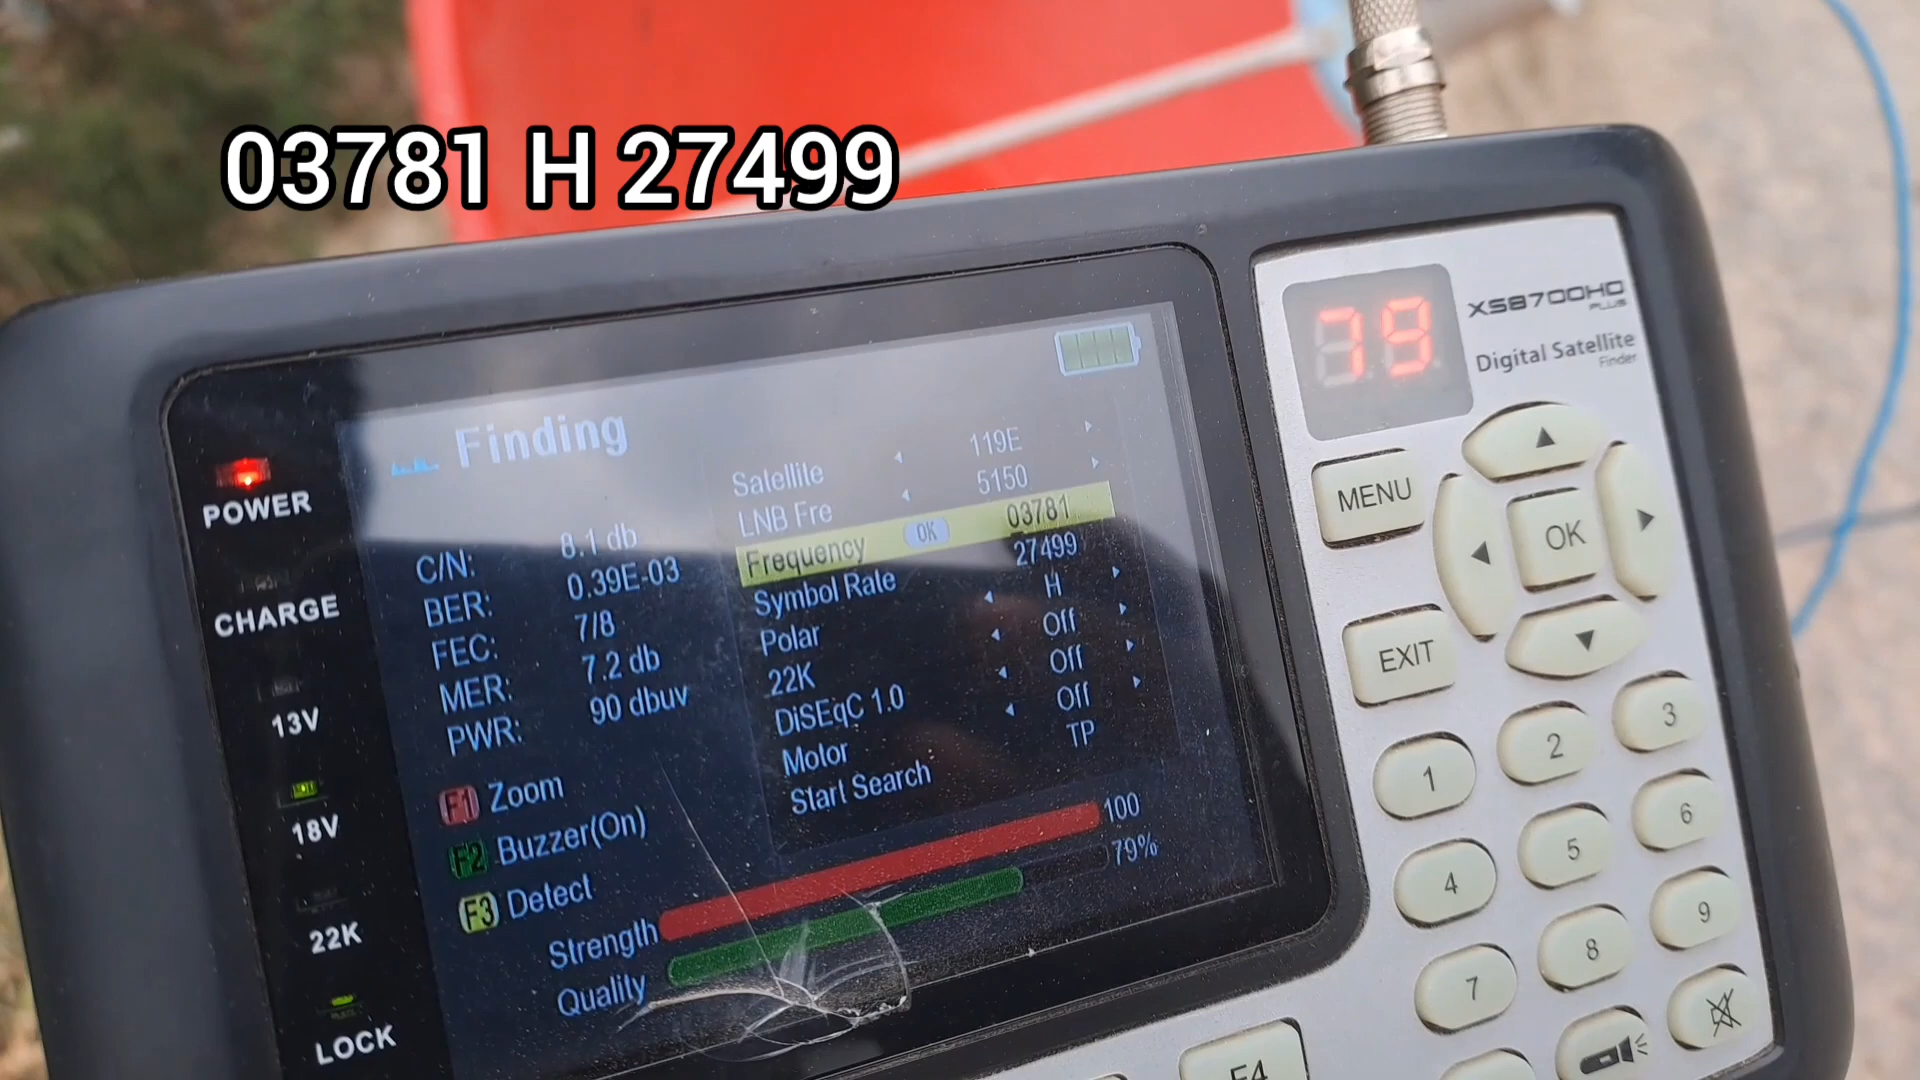 03781 H 27499
79
XS8700HD
PLUS
Digital Satellite
Finder
Finding
Satellite 119E
LNB Fre 5150
Frequency OK 03781
Symbol Rate 27499
Polar H
22K Off
DiSEqC 1.0 Off
Motor Off
Start Search TP
C/N: 8.1 db
BER: 0.39E-03
FEC: 7/8
MER: 7.2 db
PWR: 90 dbuv
F1 Zoom
F2 Buzzer(On)
F3 Detect
Strength 100
Quality 79%
POWER
CHARGE
13V
18V
22K
LOCK
MENU
OK
EXIT
1 2 3
4 5 6
7 8 9
F4